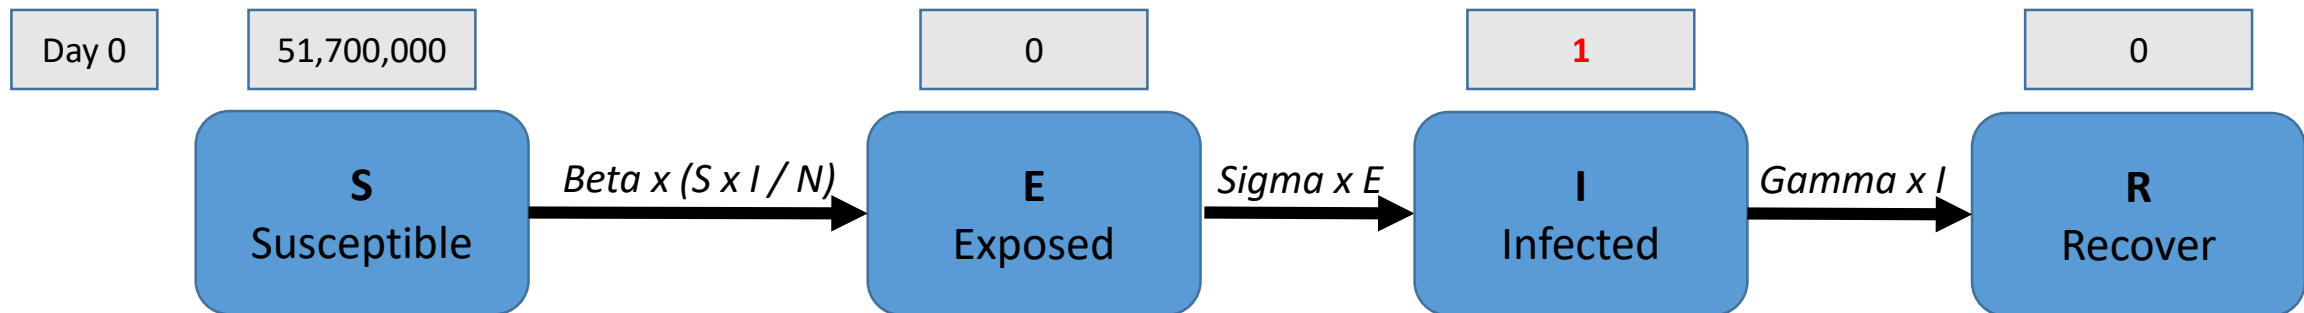 Day 0
51,700,000
0
1
0
S
Susceptible
Beta x (S x I / N)
E
Exposed
Sigma x E
I
Infected
Gamma x I
R
Recover